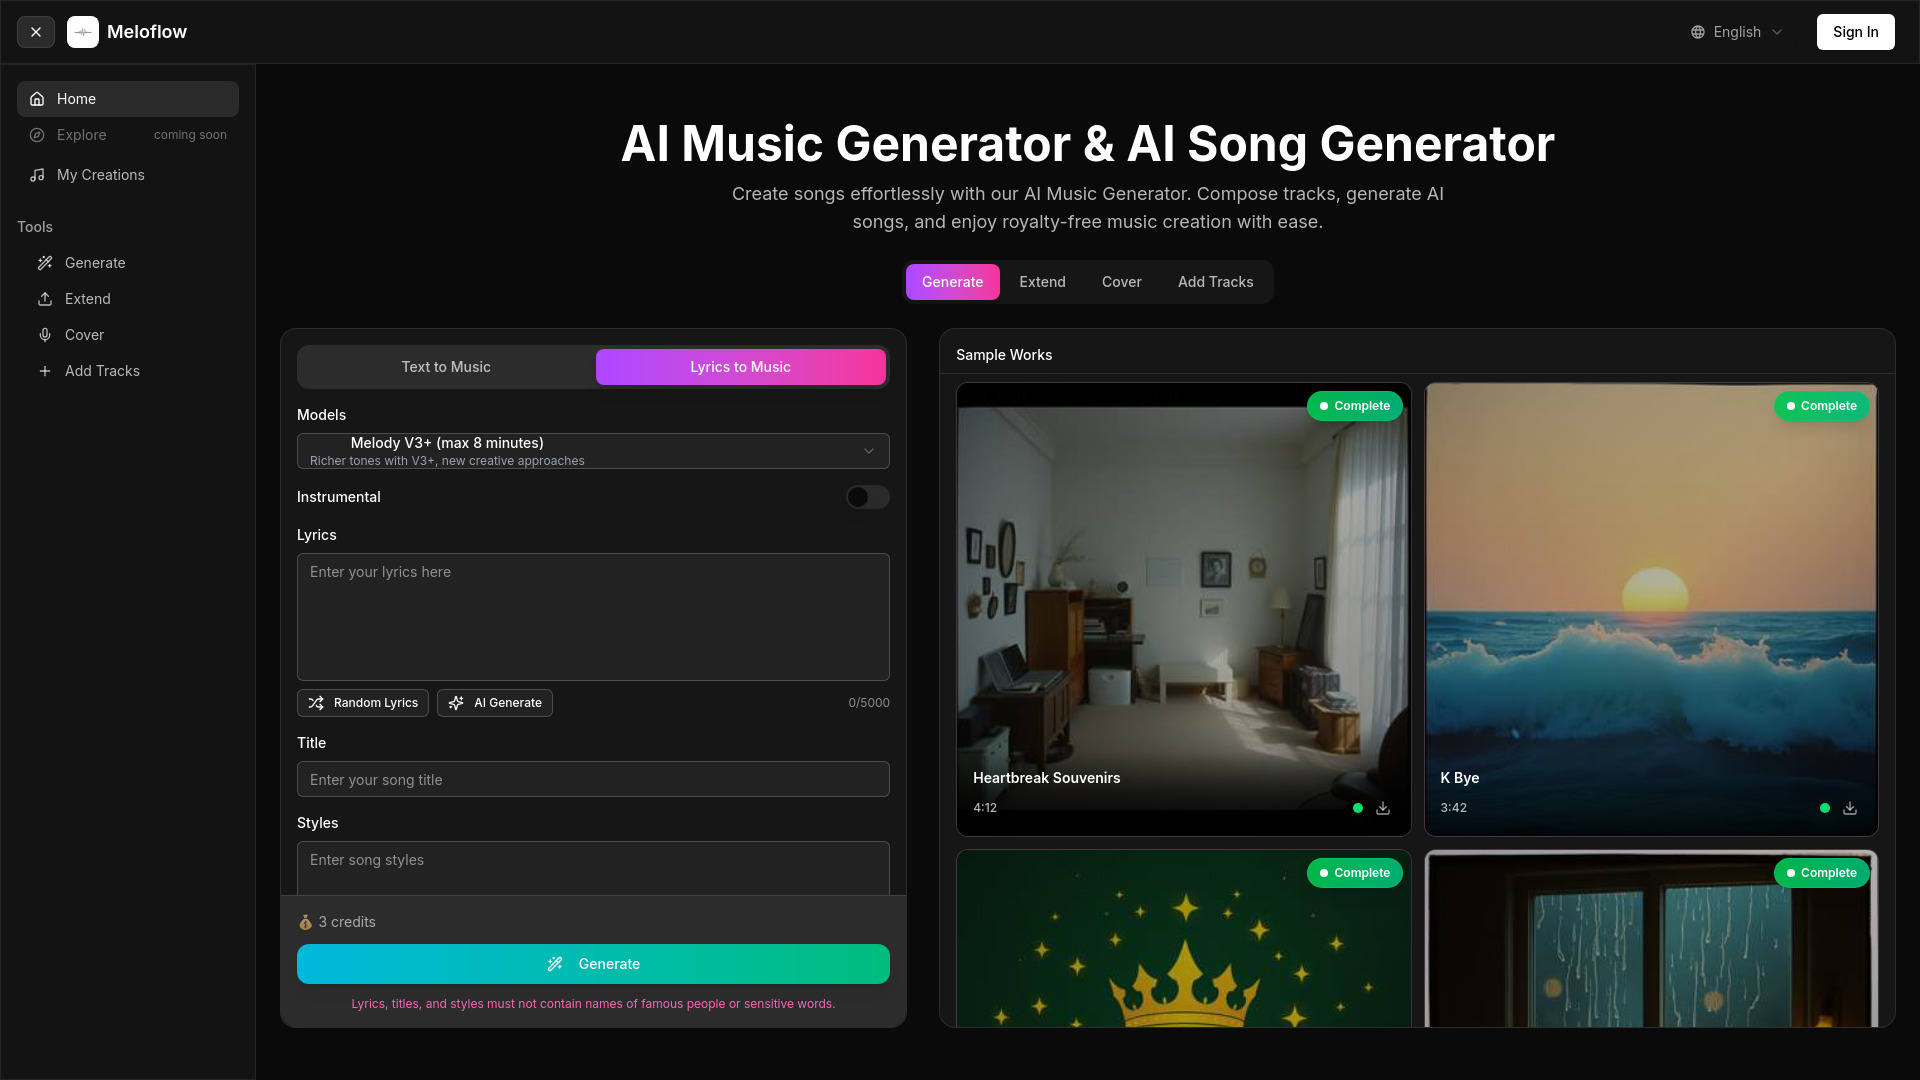 Meloflow
English
Sign In
Home
Explore
coming soon
My Creations
Tools
Generate
Extend
Cover
Add Tracks
AI Music Generator & AI Song Generator
Create songs effortlessly with our AI Music Generator. Compose tracks, generate AI
songs, and enjoy royalty-free music creation with ease.
Generate
Extend
Cover
Add Tracks
Text to Music
Lyrics to Music
Models
Melody V3+ (max 8 minutes)
Richer tones with V3+, new creative approaches
Instrumental
Lyrics
Enter your lyrics here
Random Lyrics
AI Generate
0/5000
Title
Enter your song title
Styles
Enter song styles
3 credits
Generate
Lyrics, titles, and styles must not contain names of famous people or sensitive words.
Sample Works
Complete
Heartbreak Souvenirs
4:12
Complete
K Bye
3:42
Complete
Complete